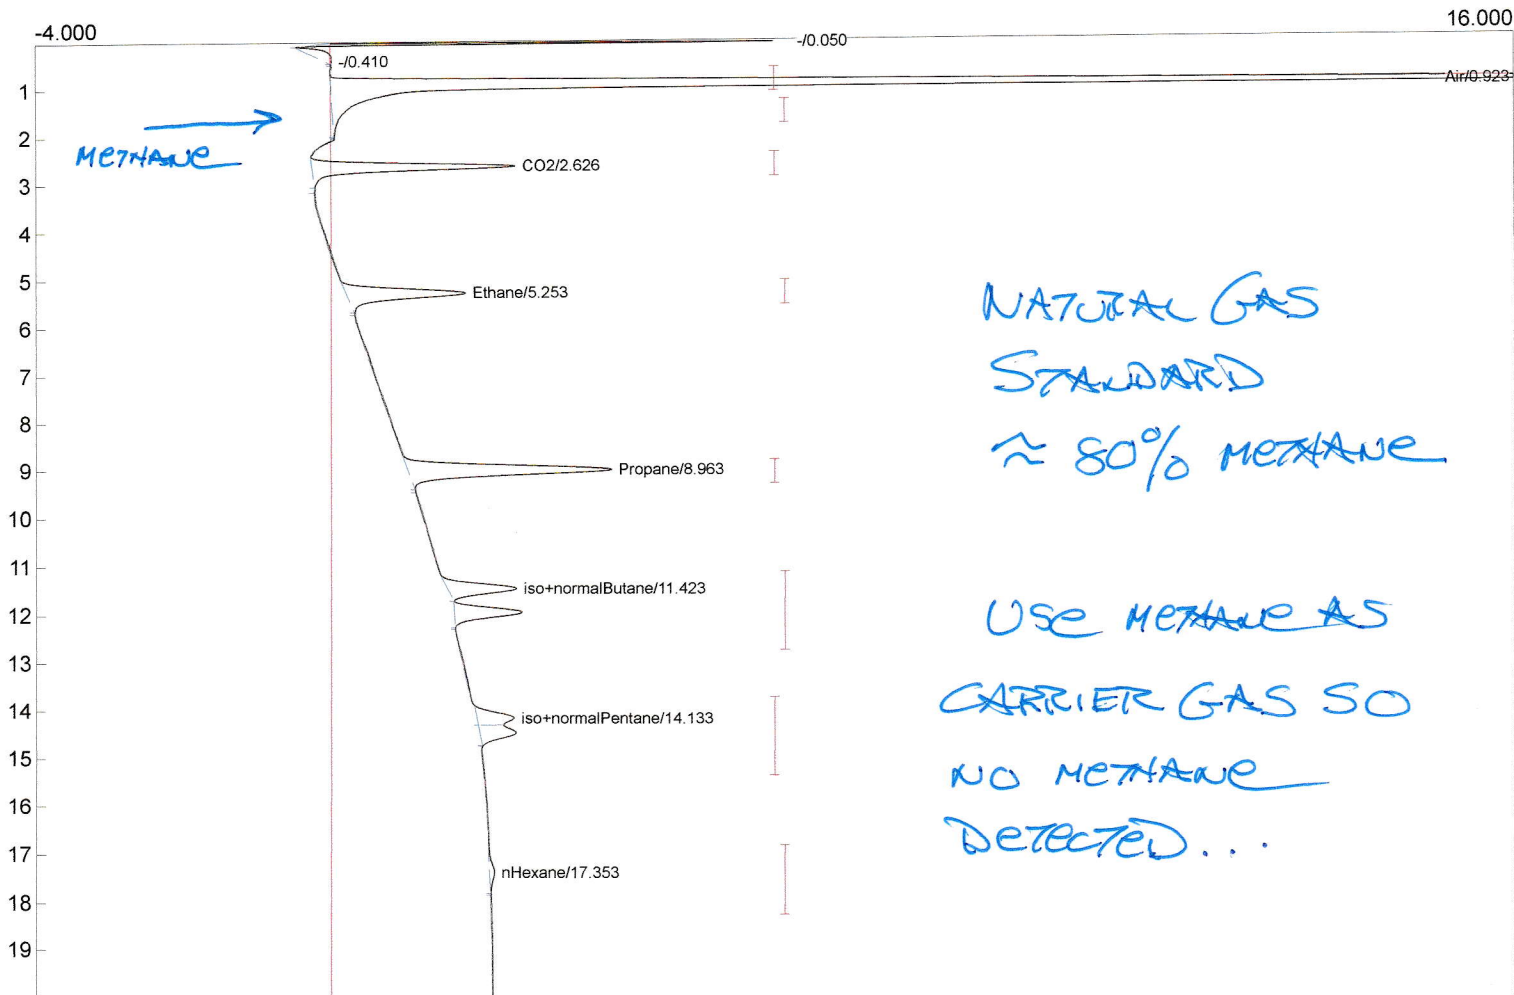 -4.000
16.000
-/0.050
-/0.410
Air/0.923
1
METHANE
2
CO2/2.626
3
4
5
Ethane/5.253
NATURAL GAS
6
STANDARD
7
8
≈ 80% METHANE
9
Propane/8.963
10
11
iso+normalButane/11.423
12
USE METHANE AS
13
CARRIER GAS SO
14
iso+normalPentane/14.133
15
NO METHANE
16
DETECTED...
17
nHexane/17.353
18
19